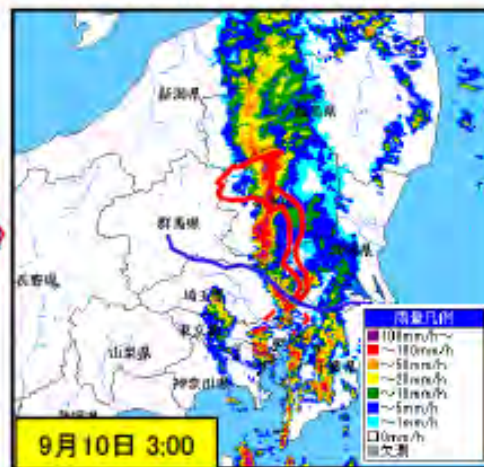 新潟県
群馬県
長野県
埼玉
東京
山梨県
神奈川県
雨量凡例
100mm/h～
～100mm/h
～50mm/h
～20mm/h
～10mm/h
～5mm/h
～1mm/h
0mm/h
欠測
9月10日 3:00